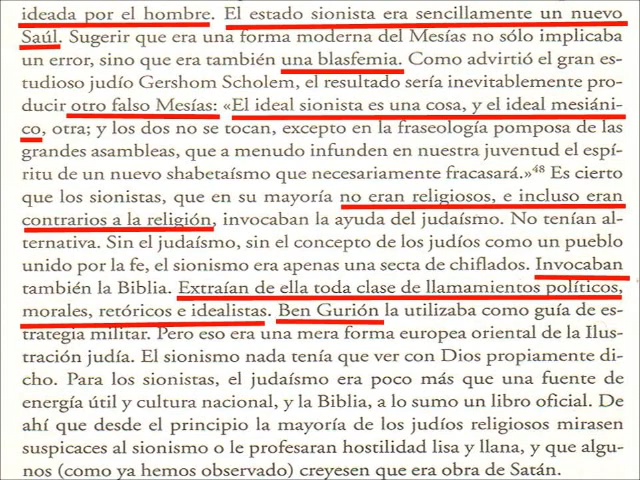 ideada por el hombre. El estado sionista era sencillamente un nuevo
Saúl. Sugerir que era una forma moderna del Mesías no sólo implicaba
un error, sino que era también una blasfemia. Como advirtió el gran es-
tudioso judío Gershom Scholem, el resultado sería inevitablemente pro-
ducir otro falso Mesías: «El ideal sionista es una cosa, y el ideal mesiáni-
co, otra; y los dos no se tocan, excepto en la fraseología pomposa de las
grandes asambleas, que a menudo infunden en nuestra juventud el espí-
ritu de un nuevo shabetaísmo que necesariamente fracasará.»48 Es cierto
que los sionistas, que en su mayoría no eran religiosos, e incluso eran
contrarios a la religión, invocaban la ayuda del judaísmo. No tenían al-
ternativa. Sin el judaísmo, sin el concepto de los judíos como un pueblo
unido por la fe, el sionismo era apenas una secta de chiflados. Invocaban
también la Biblia. Extraían de ella toda clase de llamamientos políticos,
morales, retóricos e idealistas. Ben Gurión la utilizaba como guía de es-
trategia militar. Pero eso era una mera forma europea oriental de la Ilus-
tración judía. El sionismo nada tenía que ver con Dios propiamente di-
cho. Para los sionistas, el judaísmo era poco más que una fuente de
energía útil y cultura nacional, y la Biblia, a lo sumo un libro oficial. De
ahí que desde el principio la mayoría de los judíos religiosos mirasen
suspicaces al sionismo o le profesaran hostilidad lisa y llana, y que algu-
nos (como ya hemos observado) creyesen que era obra de Satán.